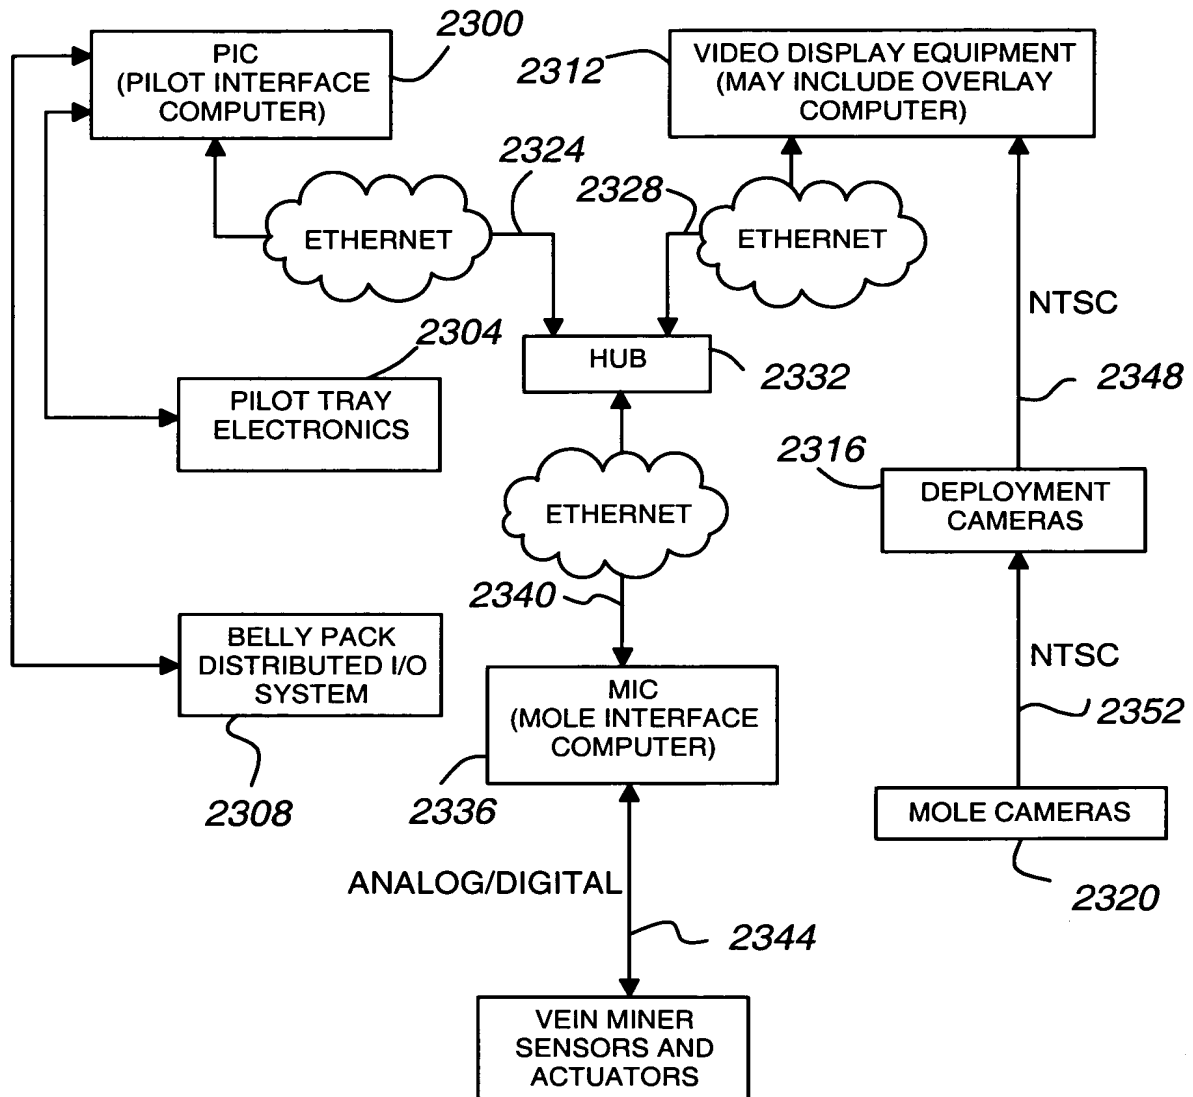 2300
PIC
(PILOT INTERFACE
COMPUTER)
2312
VIDEO DISPLAY EQUIPMENT
(MAY INCLUDE OVERLAY
COMPUTER)
2324
2328
ETHERNET
ETHERNET
NTSC
2304
HUB
2332
2348
PILOT TRAY
ELECTRONICS
2316
DEPLOYMENT
CAMERAS
ETHERNET
2340
BELLY PACK
DISTRIBUTED I/O
SYSTEM
NTSC
MIC
(MOLE INTERFACE
COMPUTER)
2352
2308
2336
MOLE CAMERAS
ANALOG/DIGITAL
2320
2344
VEIN MINER
SENSORS AND
ACTUATORS